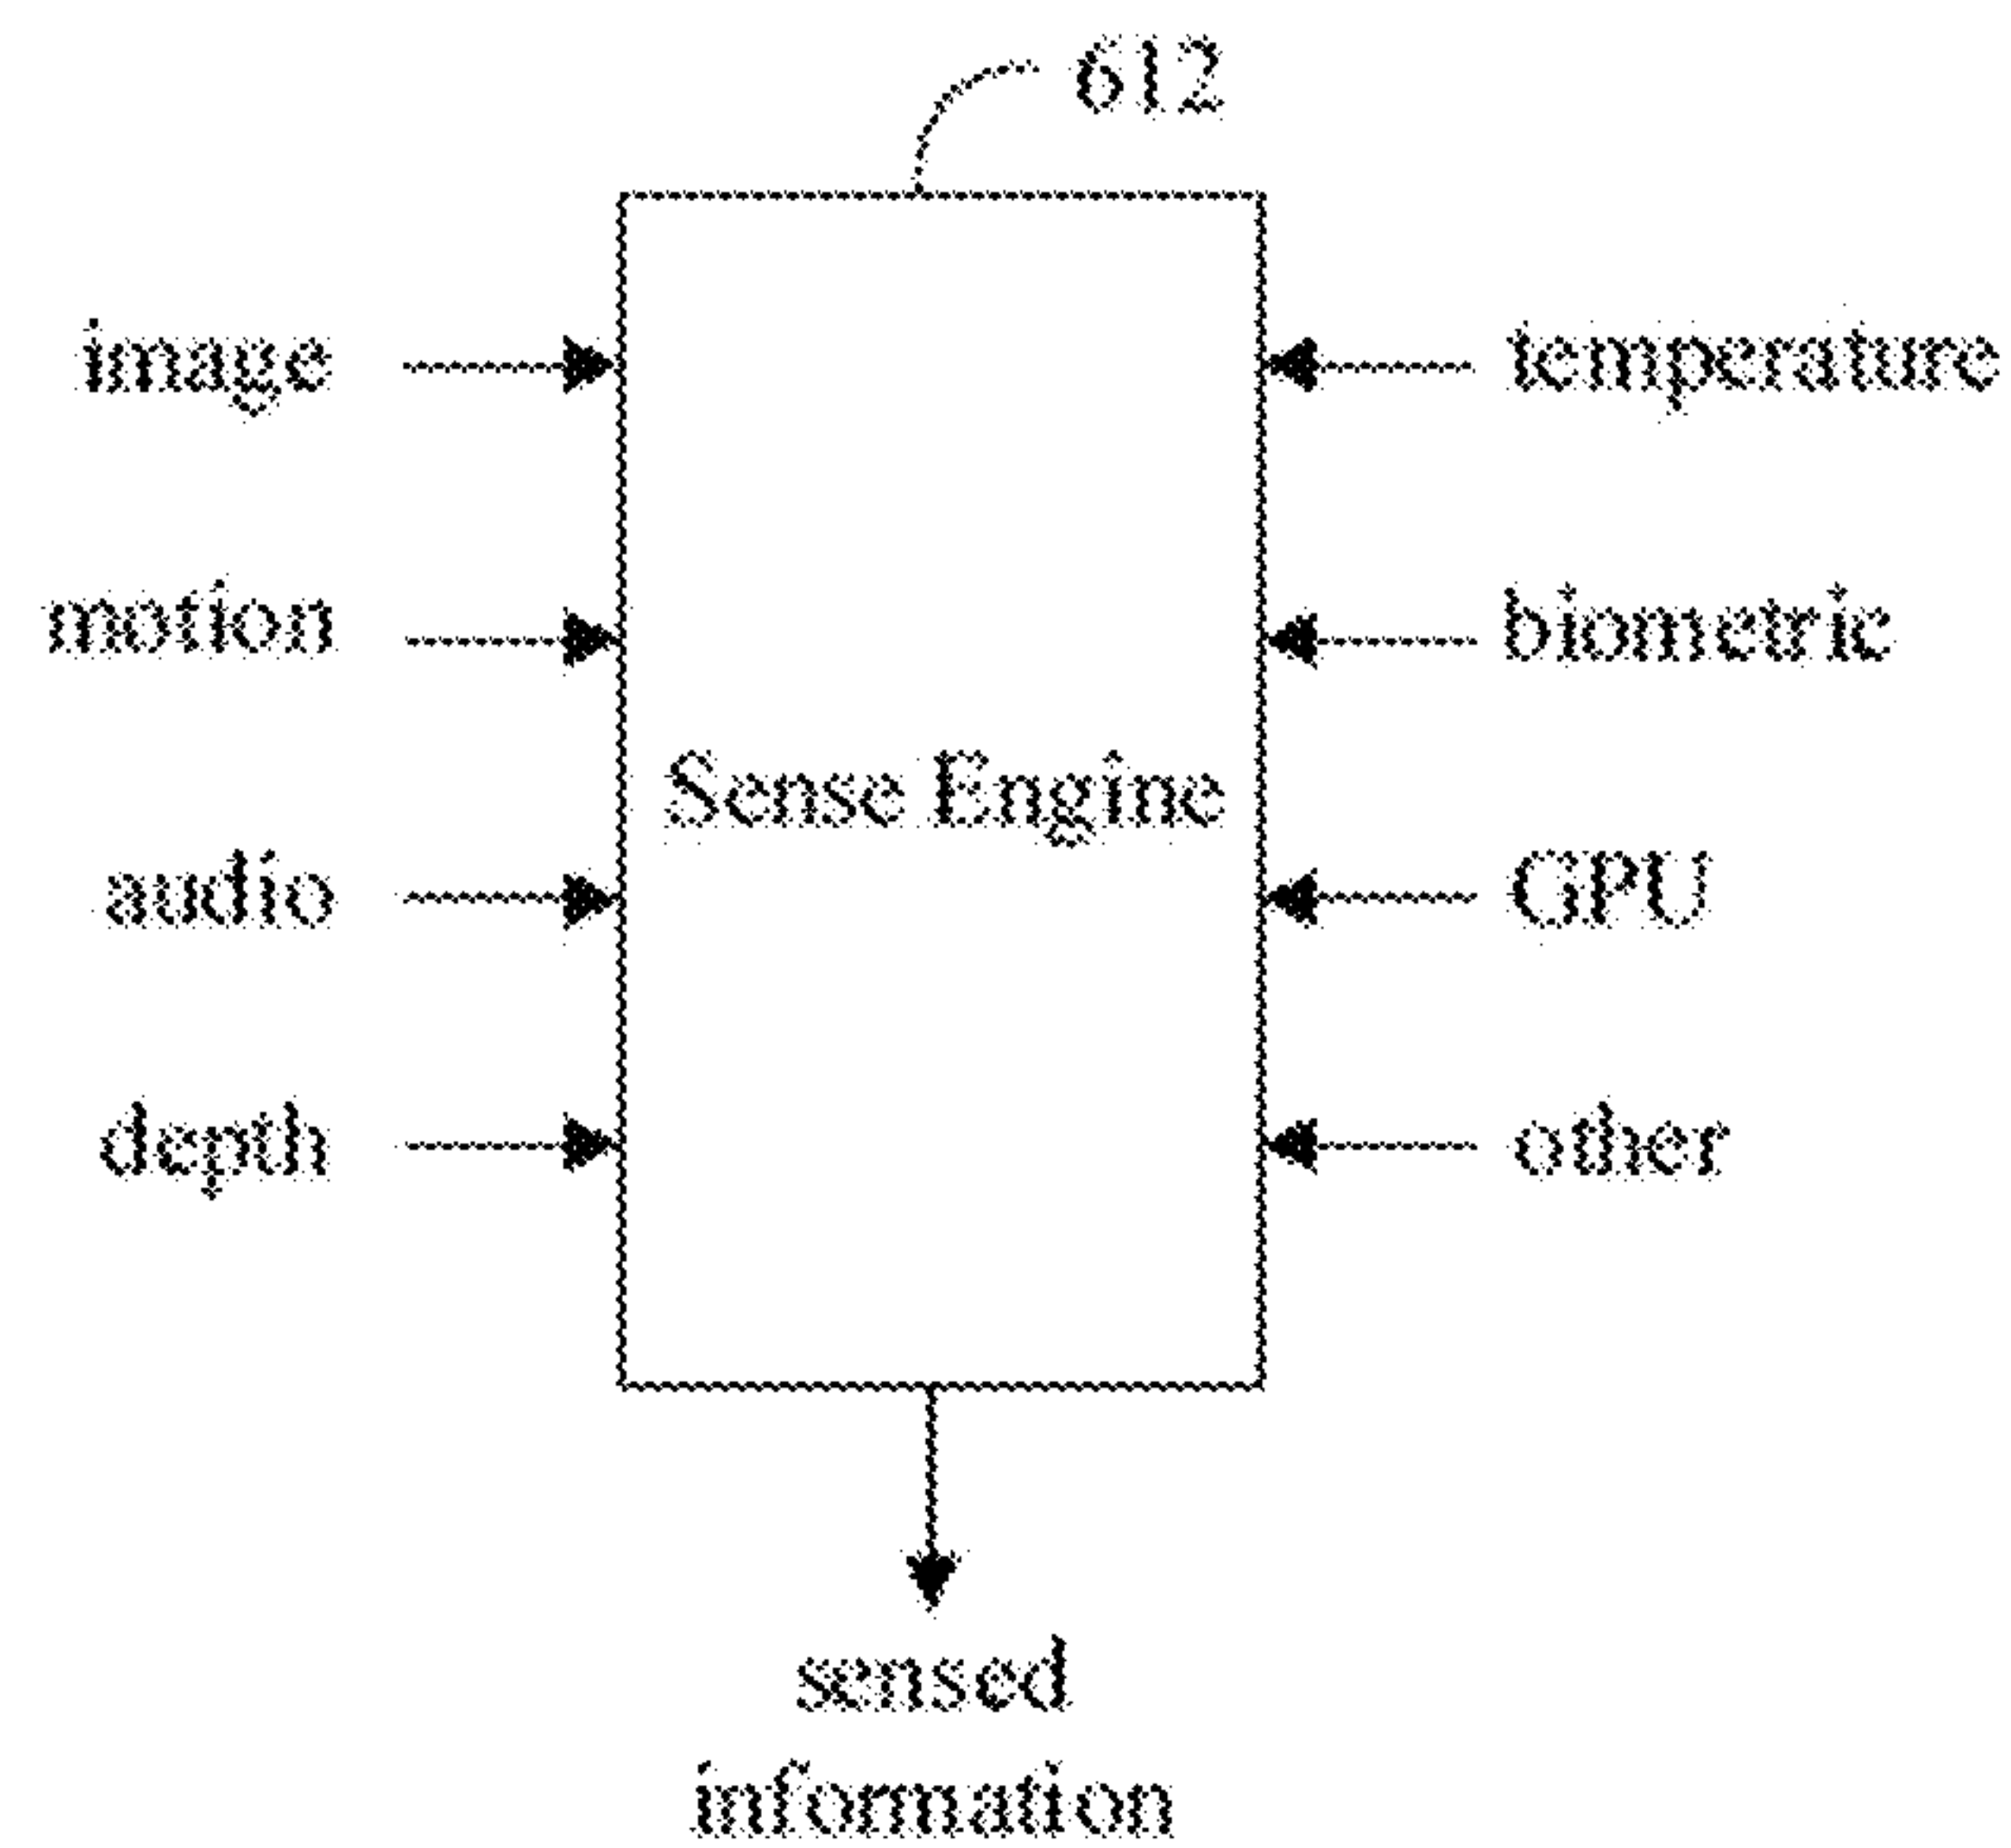 612
image
temperature
motion
biometric
Sense Engine
audio
GPU
depth
other
sensed
information